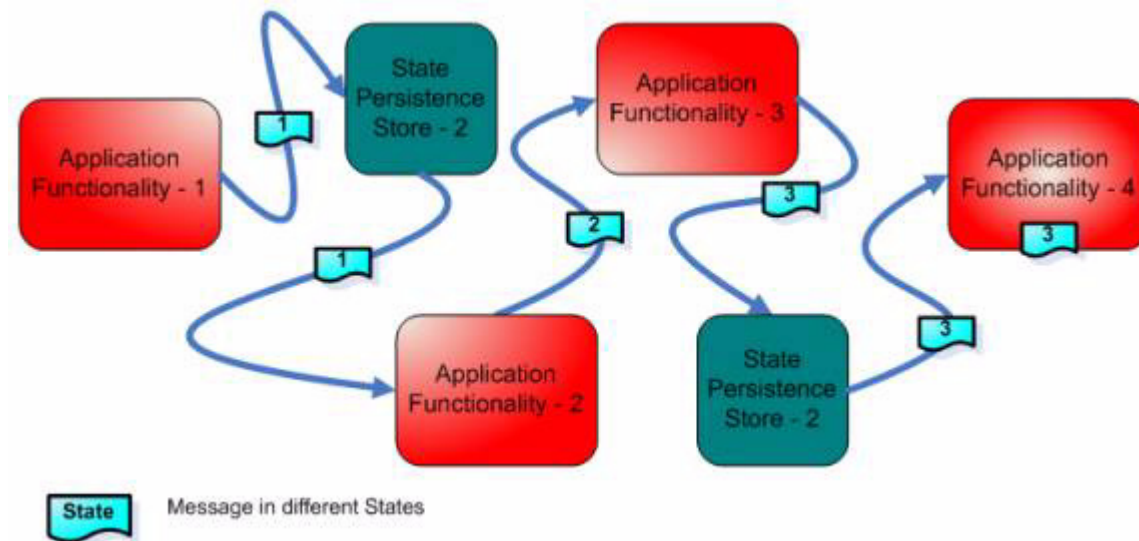 Application
Functionality - 1
1
State
Persistence
Store - 2
1
Application
Functionality - 2
2
Application
Functionality - 3
3
State
Persistence
Store - 2
3
Application
Functionality - 4
3
State
Message in different States